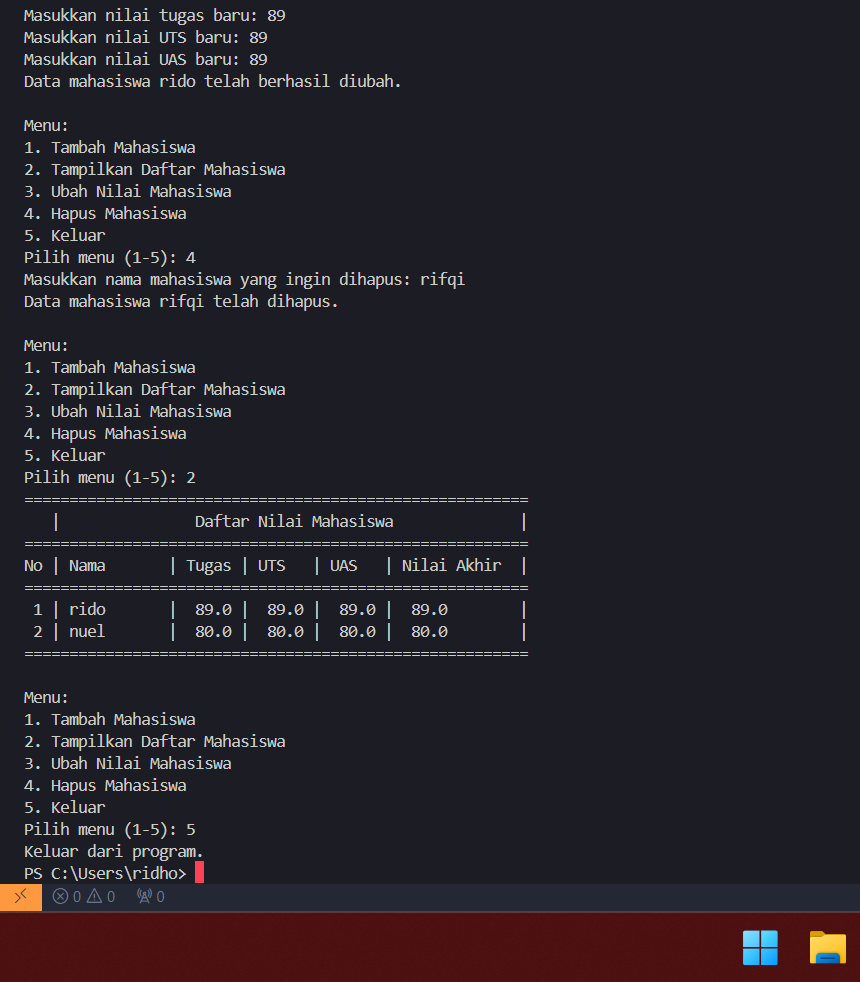 Masukkan nilai tugas baru: 89
Masukkan nilai UTS baru: 89
Masukkan nilai UAS baru: 89
Data mahasiswa rido telah berhasil diubah.

Menu:
1. Tambah Mahasiswa
2. Tampilkan Daftar Mahasiswa
3. Ubah Nilai Mahasiswa
4. Hapus Mahasiswa
5. Keluar
Pilih menu (1-5): 4
Masukkan nama mahasiswa yang ingin dihapus: rifqi
Data mahasiswa rifqi telah dihapus.

Menu:
1. Tambah Mahasiswa
2. Tampilkan Daftar Mahasiswa
3. Ubah Nilai Mahasiswa
4. Hapus Mahasiswa
5. Keluar
Pilih menu (1-5): 2
========================================================
   |               Daftar Nilai Mahasiswa              |
========================================================
No | Nama       | Tugas | UTS   | UAS   | Nilai Akhir  |
========================================================
 1 | rido       |  89.0 |  89.0 |  89.0 |  89.0        |
 2 | nuel       |  80.0 |  80.0 |  80.0 |  80.0        |
========================================================

Menu:
1. Tambah Mahasiswa
2. Tampilkan Daftar Mahasiswa
3. Ubah Nilai Mahasiswa
4. Hapus Mahasiswa
5. Keluar
Pilih menu (1-5): 5
Keluar dari program.
PS C:\Users\ridho>
0 0 0